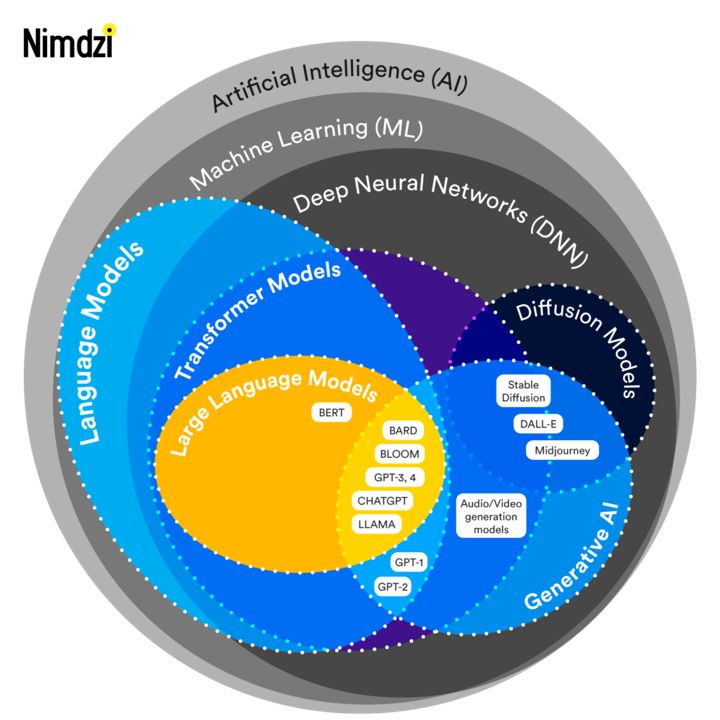 Nimdzi
Artificial Intelligence (AI)
Machine Learning (ML)
Deep Neural Networks (DNN)
Language Models
Transformer Models
Diffusion Models
Large Language Models
BERT
BARD
BLOOM
GPT-3, 4
CHATGPT
LLAMA
GPT-1
GPT-2
Stable
Diffusion
DALL-E
Midjourney
Audio/Video
generation
models
Generative AI